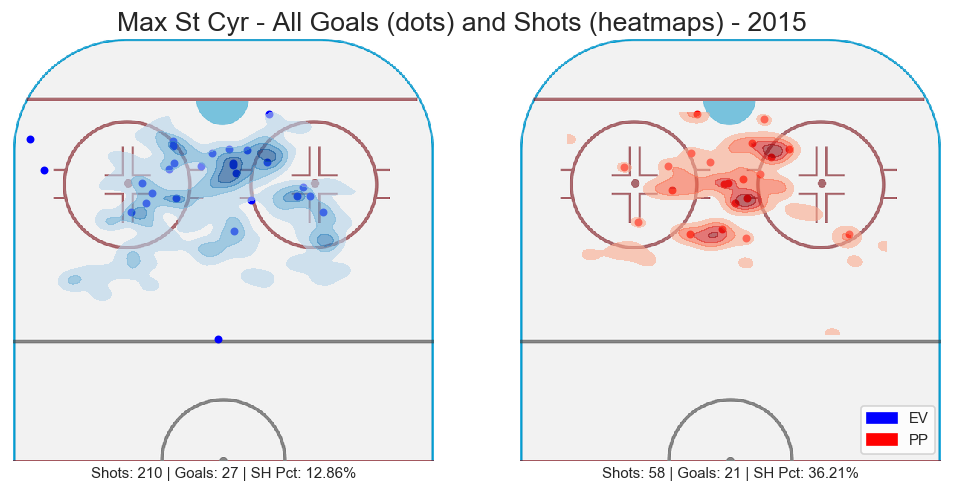 Max St Cyr - All Goals (dots) and Shots (heatmaps) - 2015
EV
PP
Shots: 210 | Goals: 27 | SH Pct: 12.86%
Shots: 58 | Goals: 21 | SH Pct: 36.21%